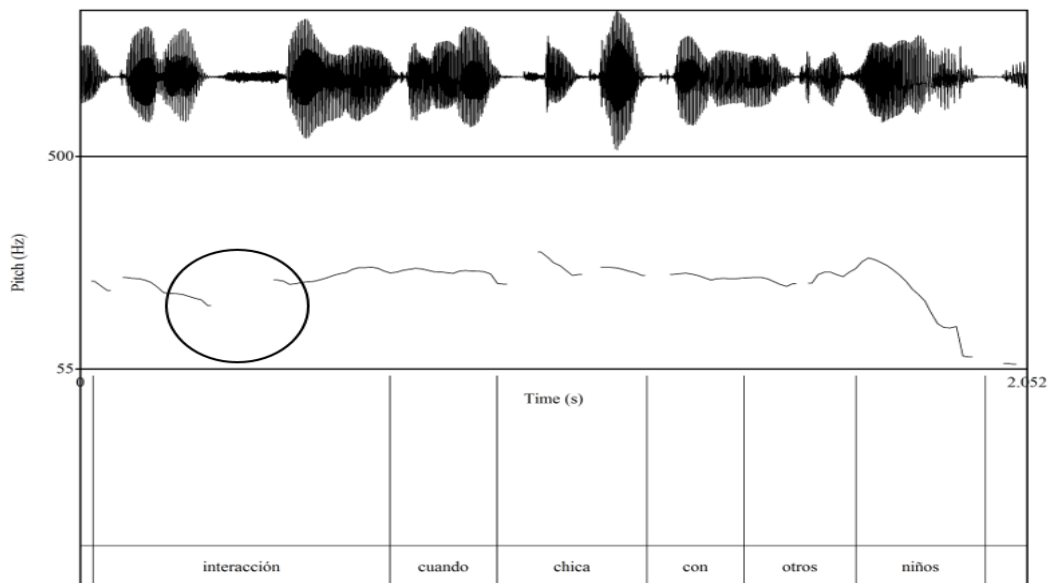 500
Pitch (Hz)
55
0
2.052
Time (s)
interacción cuando chica con otros niños